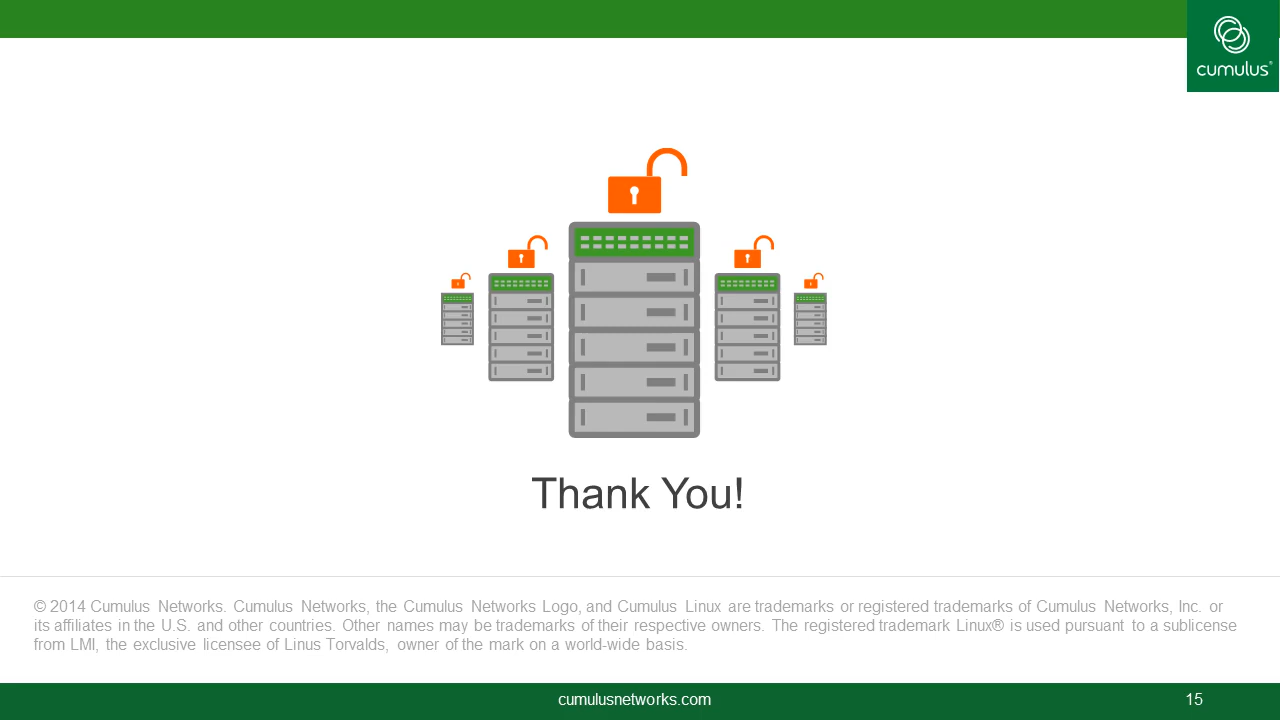 cumulus®
Thank You!
© 2014 Cumulus Networks. Cumulus Networks, the Cumulus Networks Logo, and Cumulus Linux are trademarks or registered trademarks of Cumulus Networks, Inc. or
its affiliates in the U.S. and other countries. Other names may be trademarks of their respective owners. The registered trademark Linux® is used pursuant to a sublicense
from LMI, the exclusive licensee of Linus Torvalds, owner of the mark on a world-wide basis.
cumulusnetworks.com
15